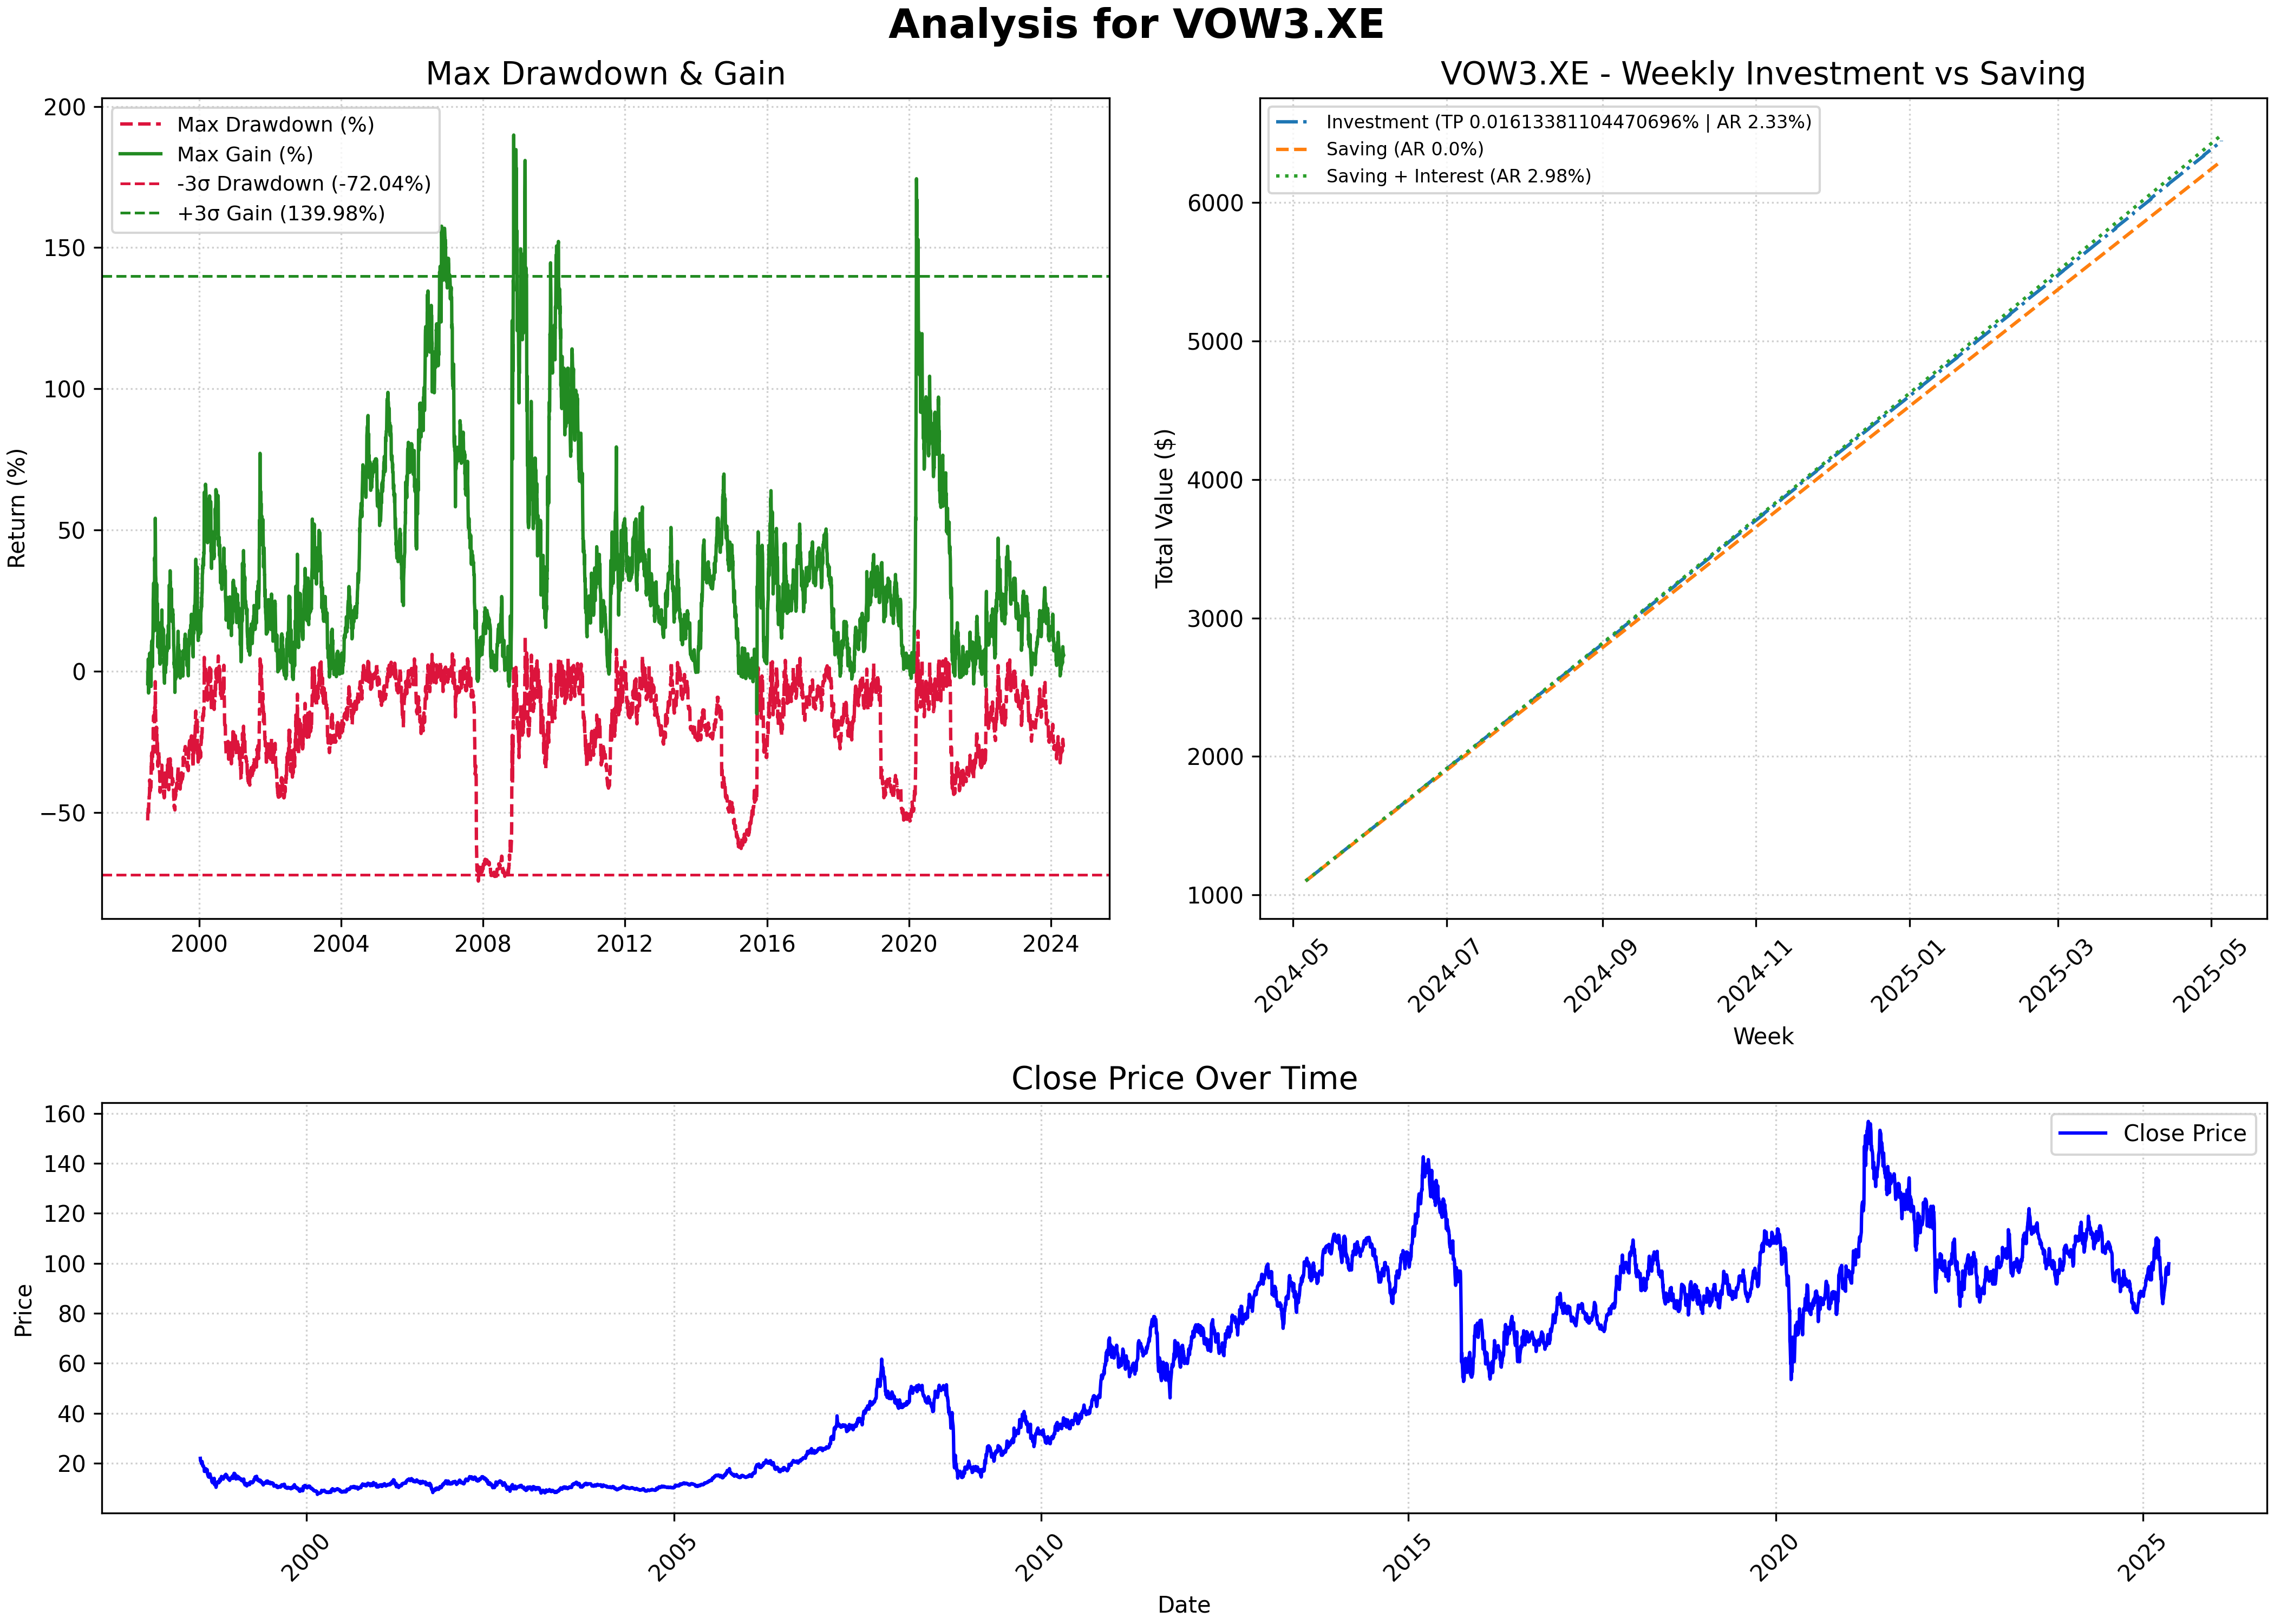 Analysis for VOW3.XE
Max Drawdown & Gain
Max Drawdown (%)
Max Gain (%)
-3σ Drawdown (-72.04%)
+3σ Gain (139.98%)
Return (%)
200
150
100
50
0
−50
2000
2004
2008
2012
2016
2020
2024
VOW3.XE - Weekly Investment vs Saving
Investment (TP 0.01613381104470696% | AR 2.33%)
Saving (AR 0.0%)
Saving + Interest (AR 2.98%)
Total Value ($)
6000
5000
4000
3000
2000
1000
2024-05
2024-07
2024-09
2024-11
2025-01
2025-03
2025-05
Week
Close Price Over Time
Close Price
Price
160
140
120
100
80
60
40
20
2000
2005
2010
2015
2020
2025
Date